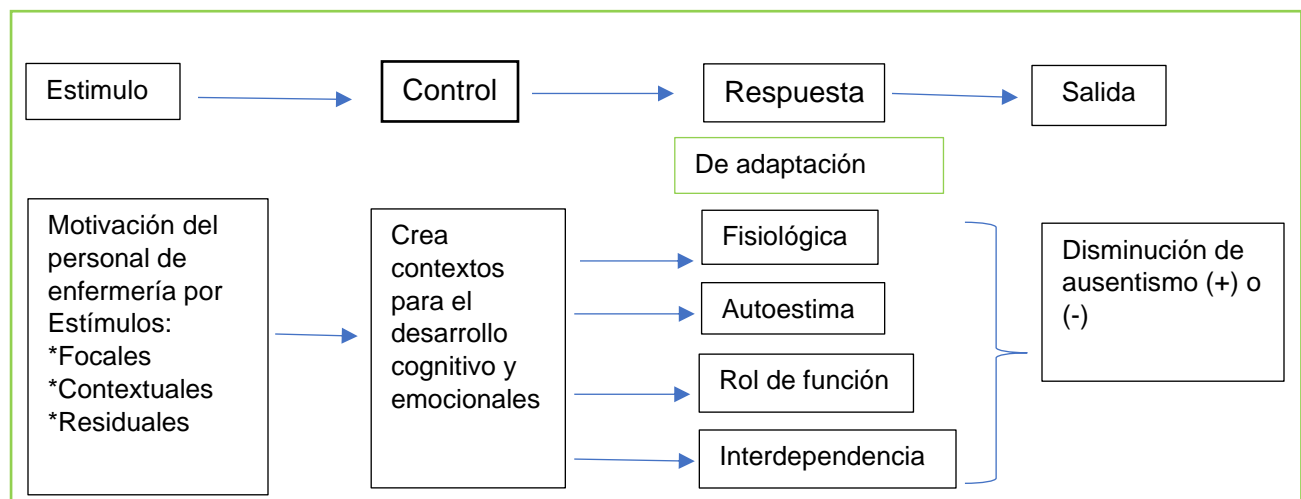 Estimulo
Control
Respuesta
Salida
De adaptación
Motivación del
personal de
enfermería por
Estímulos:
*Focales
*Contextuales
*Residuales
Crea
contextos
para el
desarrollo
cognitivo y
emocionales
Fisiológica
Autoestima
Rol de función
Interdependencia
Disminución de
ausentismo (+) o
(-)